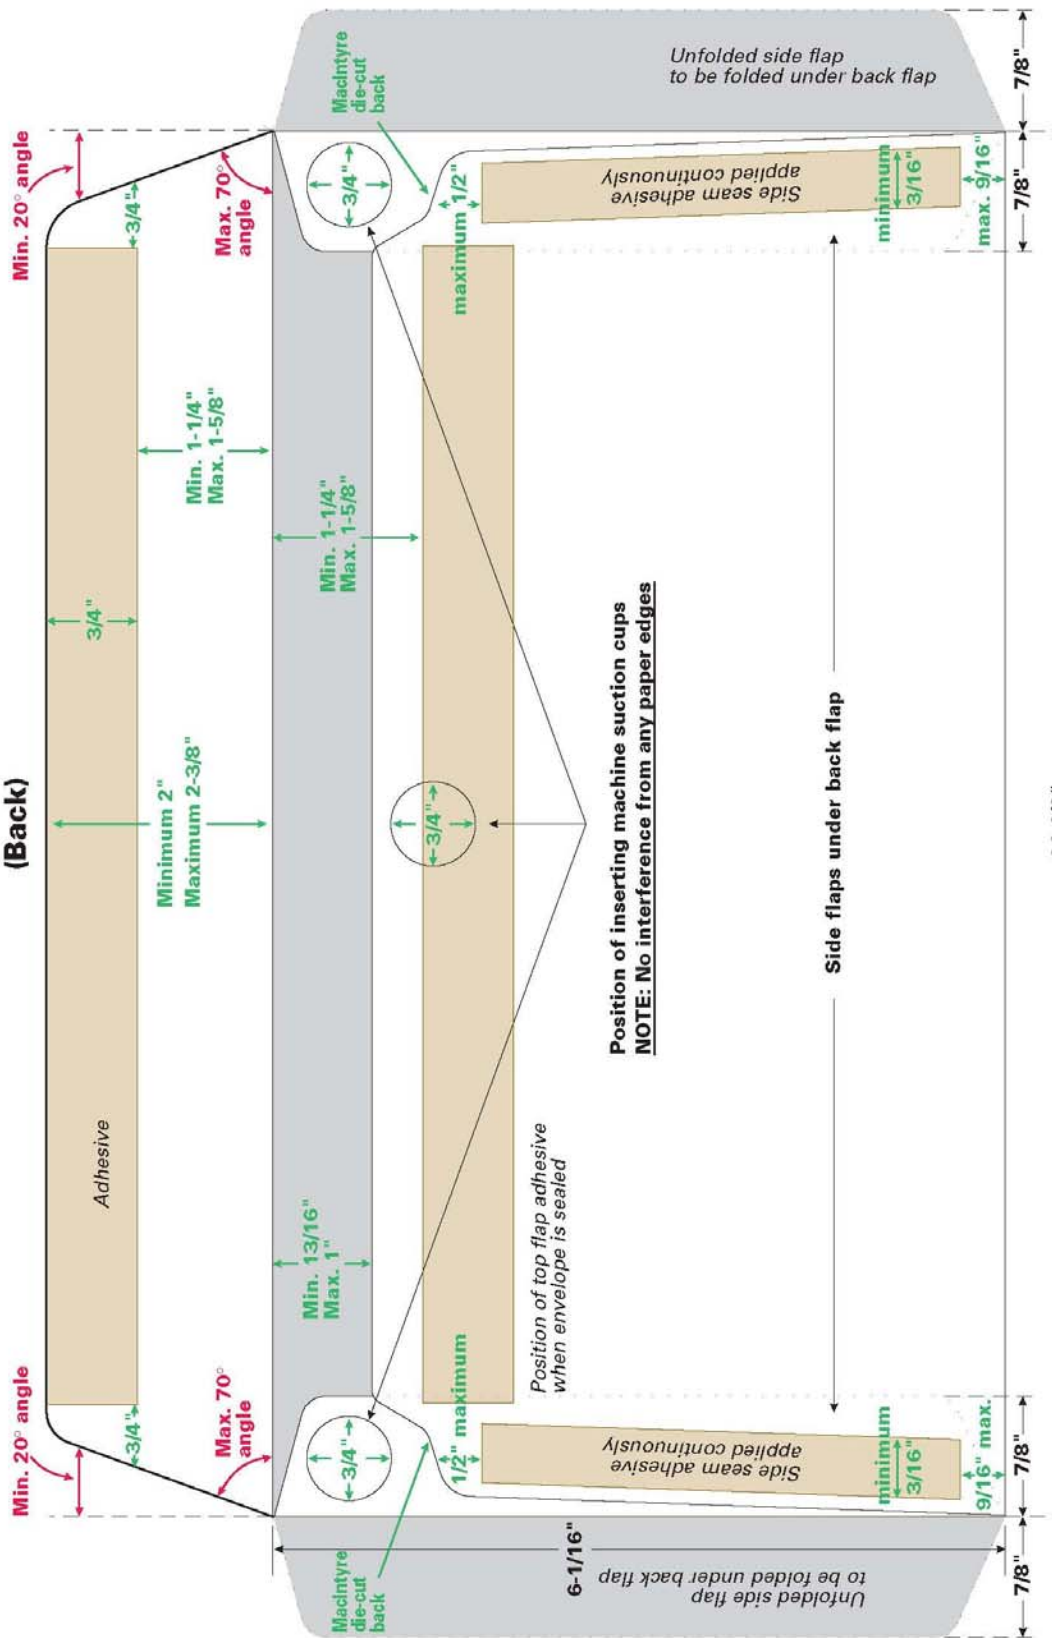 (Back)
Min. 20° angle
Min. 20° angle
Adhesive
3/4"
3/4"
3/4"
Max. 70°
angle
Max. 70°
angle
Minimum 2"
Maximum 2-3/8"
Min. 1-1/4"
Max. 1-5/8"
MacIntyre
die-cut
back
MacIntyre
die-cut
back
3/4"
3/4"
3/4"
Min. 13/16"
Max. 1"
Min. 1-1/4"
Max. 1-5/8"
1/2" maximum
maximum 1/2"
Position of top flap adhesive
when envelope is sealed
Position of inserting machine suction cups
NOTE: No interference from any paper edges
6-1/16"
Unfolded side flap
to be folded under back flap
Side seam adhesive
applied continuously
Side seam adhesive
applied continuously
Unfolded side flap
to be folded under back flap
Side flaps under back flap
minimum
3/16"
minimum
3/16"
9/16" max.
max. 9/16"
7/8"
7/8"
7/8"
7/8"